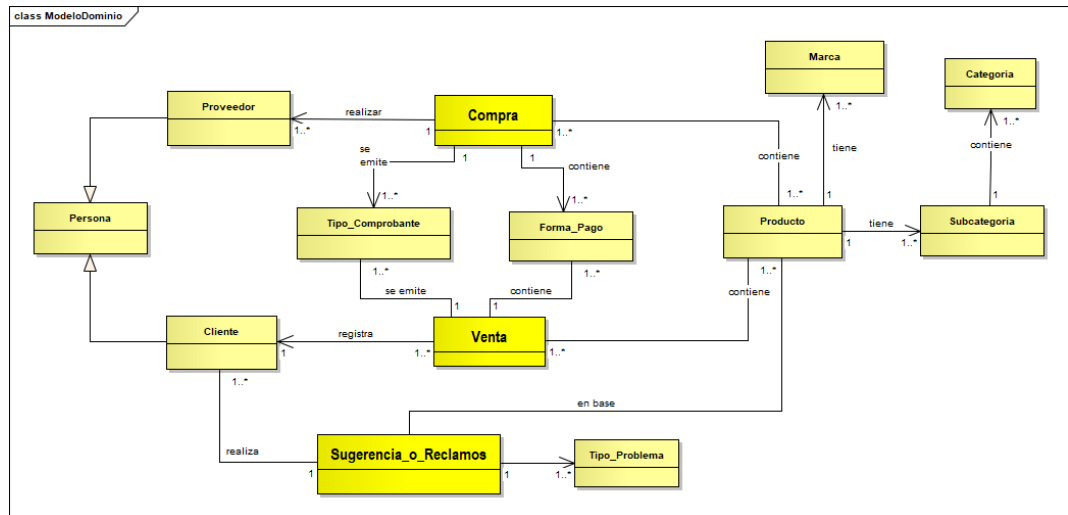 class ModeloDominio
Marca
Categoria
Proveedor
realizar
Compra
1..*
1
1..*
1..*
1..*
se
emite
1
1
contiene
contiene
tiene
contiene
1..*
1..*
1..*
1
1
Persona
Tipo_Comprobante
Forma_Pago
Producto
tiene
Subcategoria
1
1..*
1..*
1..*
1..*
se emite
contiene
contiene
1
1
Cliente
registra
Venta
1
1..*
1..*
1..*
en base
Sugerencia_o_Reclamos
Tipo_Problema
realiza
1
1
1..*